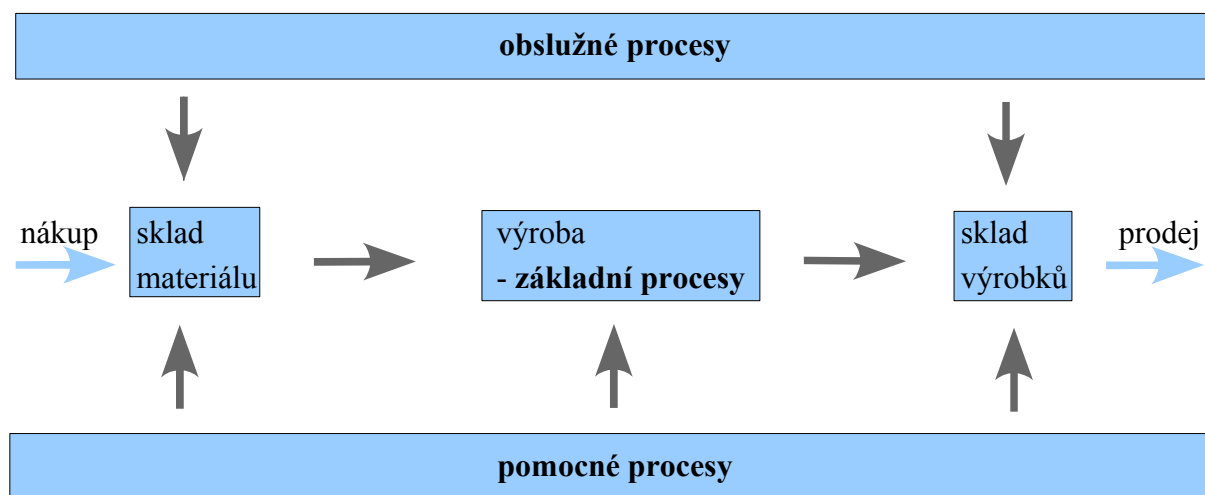 obslužné procesy
nákup
sklad
materiálu
výroba
- základní procesy
sklad
výrobků
prodej
pomocné procesy